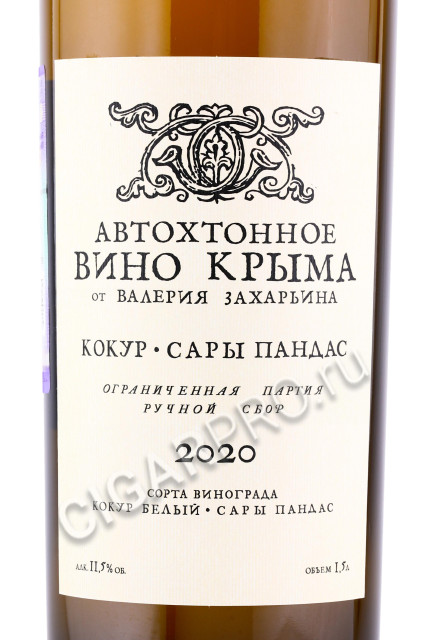 АВТОХТОННОЕ
ВИНО КРЫМА
от ВАЛЕРИЯ ЗАХАРЬИНА
КОКУР • САРЫ ПАНДАС
ОГРАНИЧЕННАЯ ПАРТИЯ
РУЧНОЙ СБОР
2020
СОРТА ВИНОГРАДА
КОКУР БЕЛЫЙ • САРЫ ПАНДАС
АЛК. 11,5% ОБ. ОБЪЕМ 1,5Л
CIGARPRO.ru